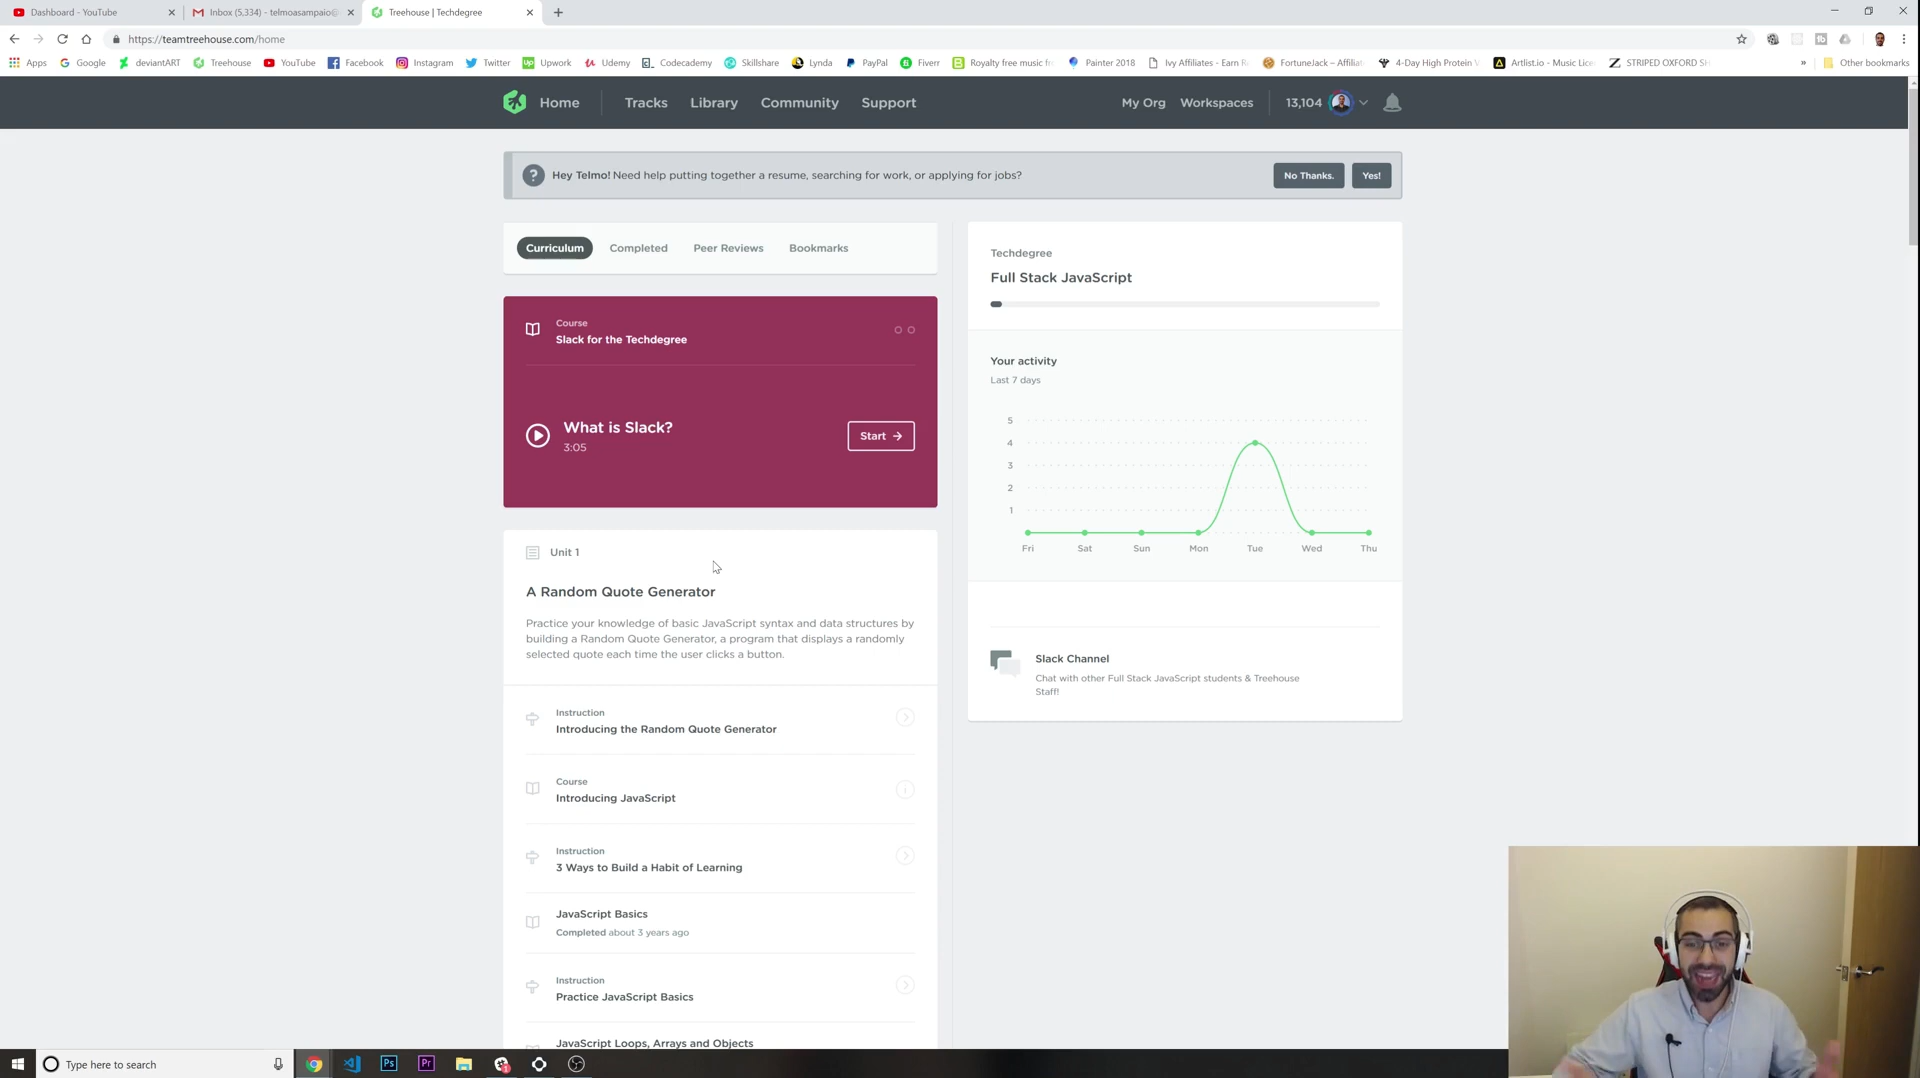 Dashboard - YouTube
Inbox (5,334) - telmoasampaio@
Treehouse | Techdegree
https://teamtreehouse.com/home
Apps
Google
deviantART
Treehouse
YouTube
Facebook
Instagram
Twitter
Upwork
Udemy
Codecademy
Skillshare
Lynda
PayPal
Fiverr
Royalty free music fr
Painter 2018
Ivy Affiliates - Earn R
FortuneJack – Affiliat
4-Day High Protein V
Artlist.io - Music Lice
STRIPED OXFORD SH
»
Other bookmarks
Home
Tracks
Library
Community
Support
My Org
Workspaces
13,104
Hey Telmo! Need help putting together a resume, searching for work, or applying for jobs?
No Thanks.
Yes!
Curriculum
Completed
Peer Reviews
Bookmarks
Course
Slack for the Techdegree
What is Slack?
3:05
Start →
Unit 1
A Random Quote Generator
Practice your knowledge of basic JavaScript syntax and data structures by
building a Random Quote Generator, a program that displays a randomly
selected quote each time the user clicks a button.
Instruction
Introducing the Random Quote Generator
Course
Introducing JavaScript
Instruction
3 Ways to Build a Habit of Learning
JavaScript Basics
Completed about 3 years ago
Instruction
Practice JavaScript Basics
JavaScript Loops, Arrays and Objects
Techdegree
Full Stack JavaScript
Your activity
Last 7 days
5
4
3
2
1
Fri
Sat
Sun
Mon
Tue
Wed
Thu
Slack Channel
Chat with other Full Stack JavaScript students & Treehouse
Staff!
Type here to search
Ps
Pr